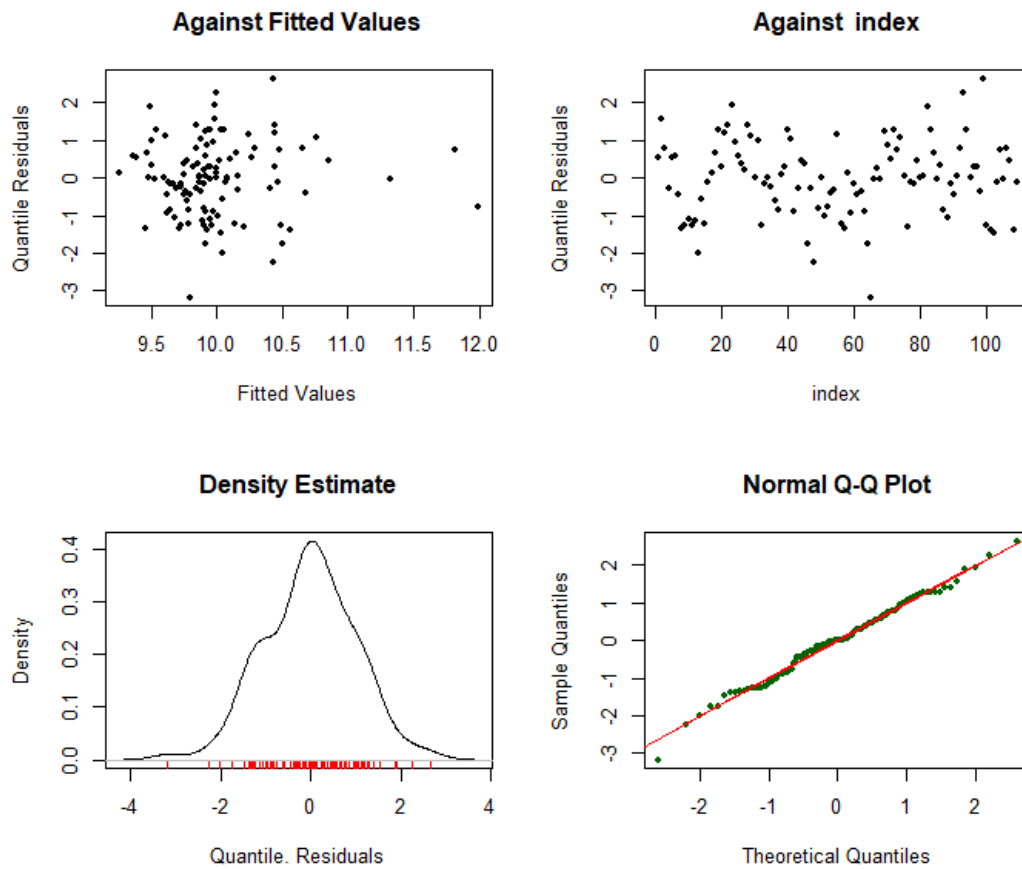 Against Fitted Values
Quantile Residuals
2
1
0
-1
-2
-3
9.5 10.0 10.5 11.0 11.5 12.0
Fitted Values
Against index
Quantile Residuals
2
1
0
-1
-2
-3
0 20 40 60 80 100
index
Density Estimate
Density
0.4
0.3
0.2
0.1
0.0
-4 -2 0 2 4
Quantile. Residuals
Normal Q-Q Plot
Sample Quantiles
2
1
0
-1
-2
-3
-2 -1 0 1 2
Theoretical Quantiles